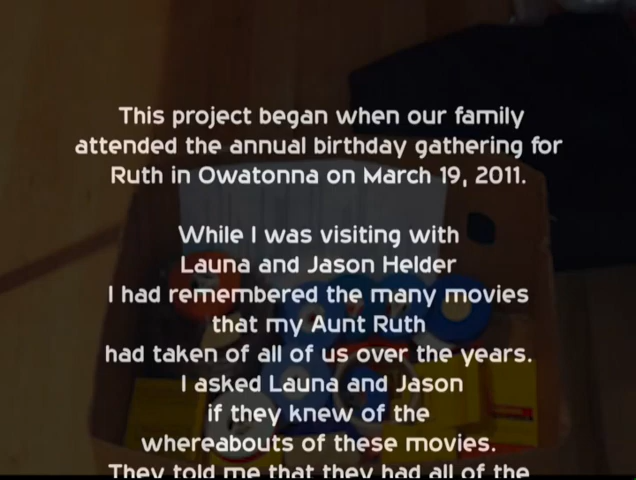 This project began when our family
attended the annual birthday gathering for
Ruth in Owatonna on March 19, 2011.
While I was visiting with
Launa and Jason Helder
I had remembered the many movies
that my Aunt Ruth
had taken of all of us over the years.
I asked Launa and Jason
if they knew of the
whereabouts of these movies.
They told me that they had all of the